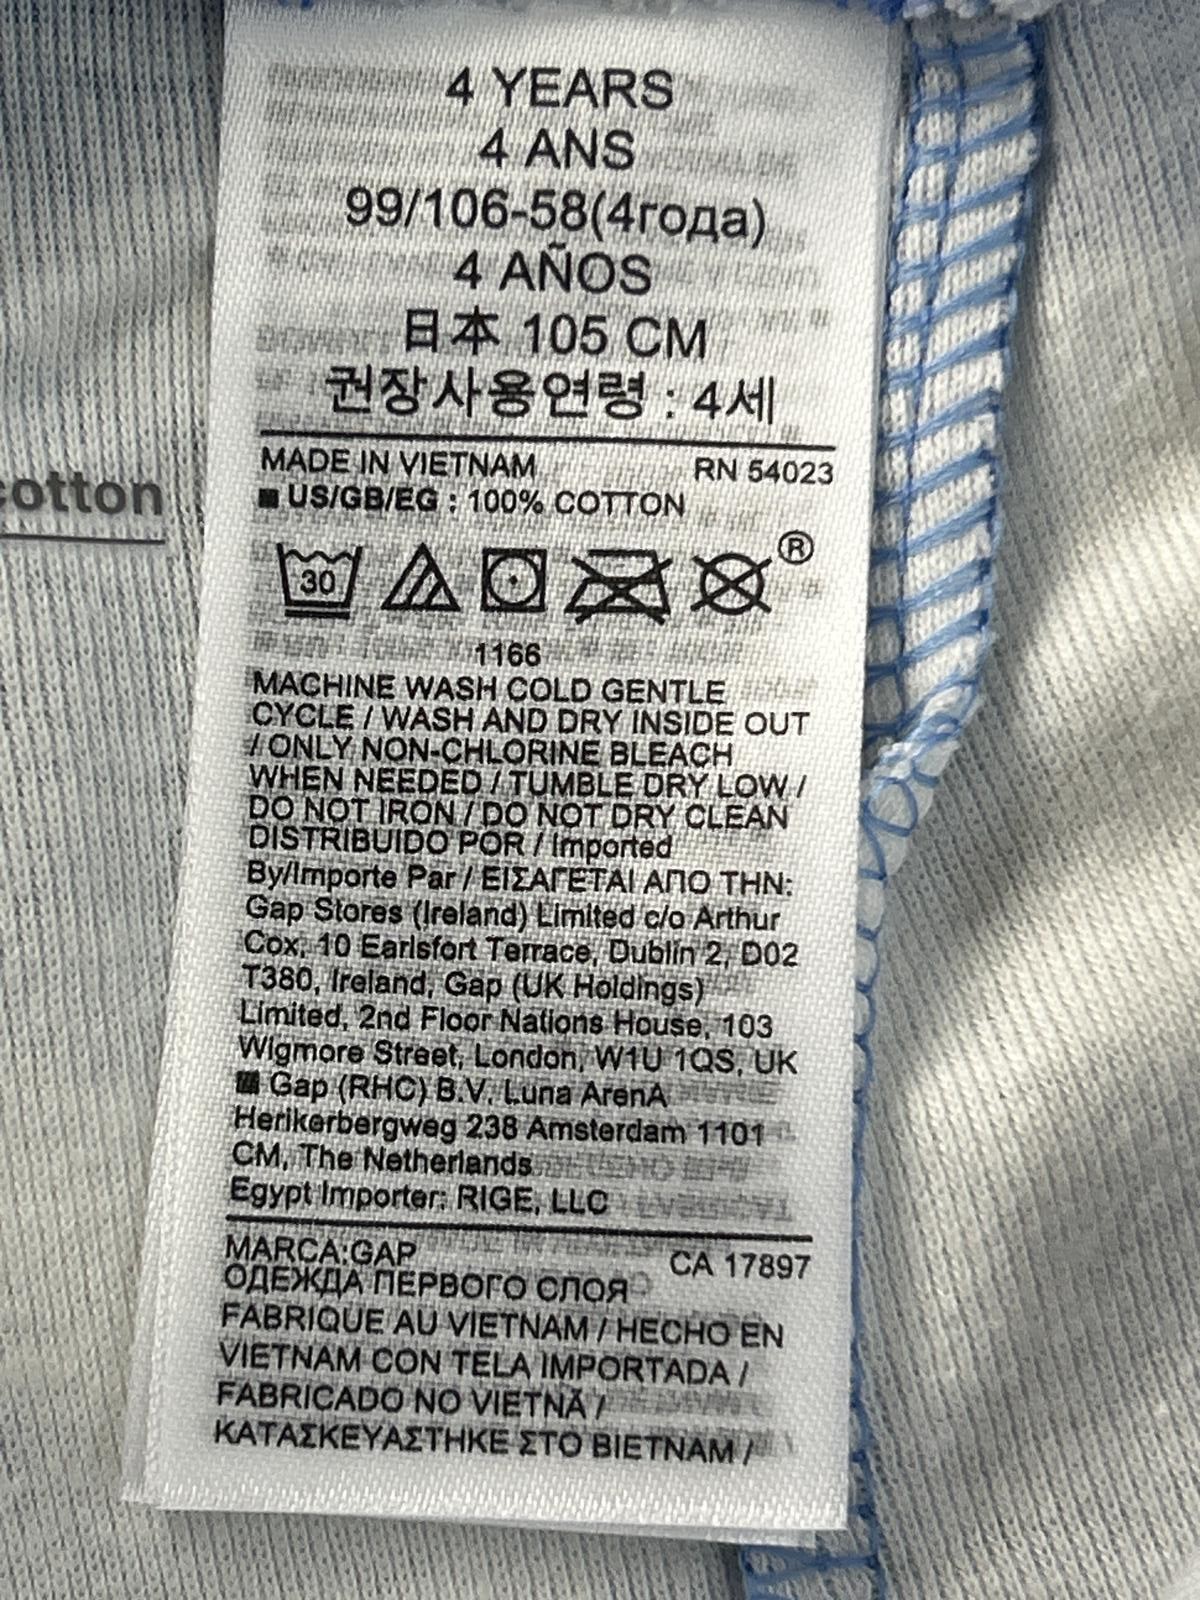 4 YEARS
4 ANS
99/106-58(4года)
4 AÑOS
日本 105 CM
권장사용연령 : 4세
MADE IN VIETNAM RN 54023
cotton
■ US/GB/EG : 100% COTTON
30 ®
1166
MACHINE WASH COLD GENTLE
CYCLE / WASH AND DRY INSIDE OUT
/ ONLY NON-CHLORINE BLEACH
WHEN NEEDED / TUMBLE DRY LOW /
DO NOT IRON / DO NOT DRY CLEAN
DISTRIBUIDO POR / Imported
By/Importe Par / ΕΙΣΑΓΕΤΑΙ ΑΠΟ ΤΗΝ:
Gap Stores (Ireland) Limited c/o Arthur
Cox, 10 Earlsfort Terrace, Dublin 2, D02
T380, Ireland, Gap (UK Holdings)
Limited, 2nd Floor Nations House, 103
Wigmore Street, London, W1U 1QS, UK
■ Gap (RHC) B.V. Luna ArenA
Herikerbergweg 238 Amsterdam 1101
CM, The Netherlands
Egypt Importer: RIGE, LLC
MARCA:GAP CA 17897
ОДЕЖДА ПЕРВОГО СЛОЯ
FABRIQUE AU VIETNAM / HECHO EN
VIETNAM CON TELA IMPORTADA /
FABRICADO NO VIETNÃ /
ΚΑΤΑΣΚΕΥΑΣΤΗΚΕ ΣΤΟ ΒΙΕΤΝΑΜ /